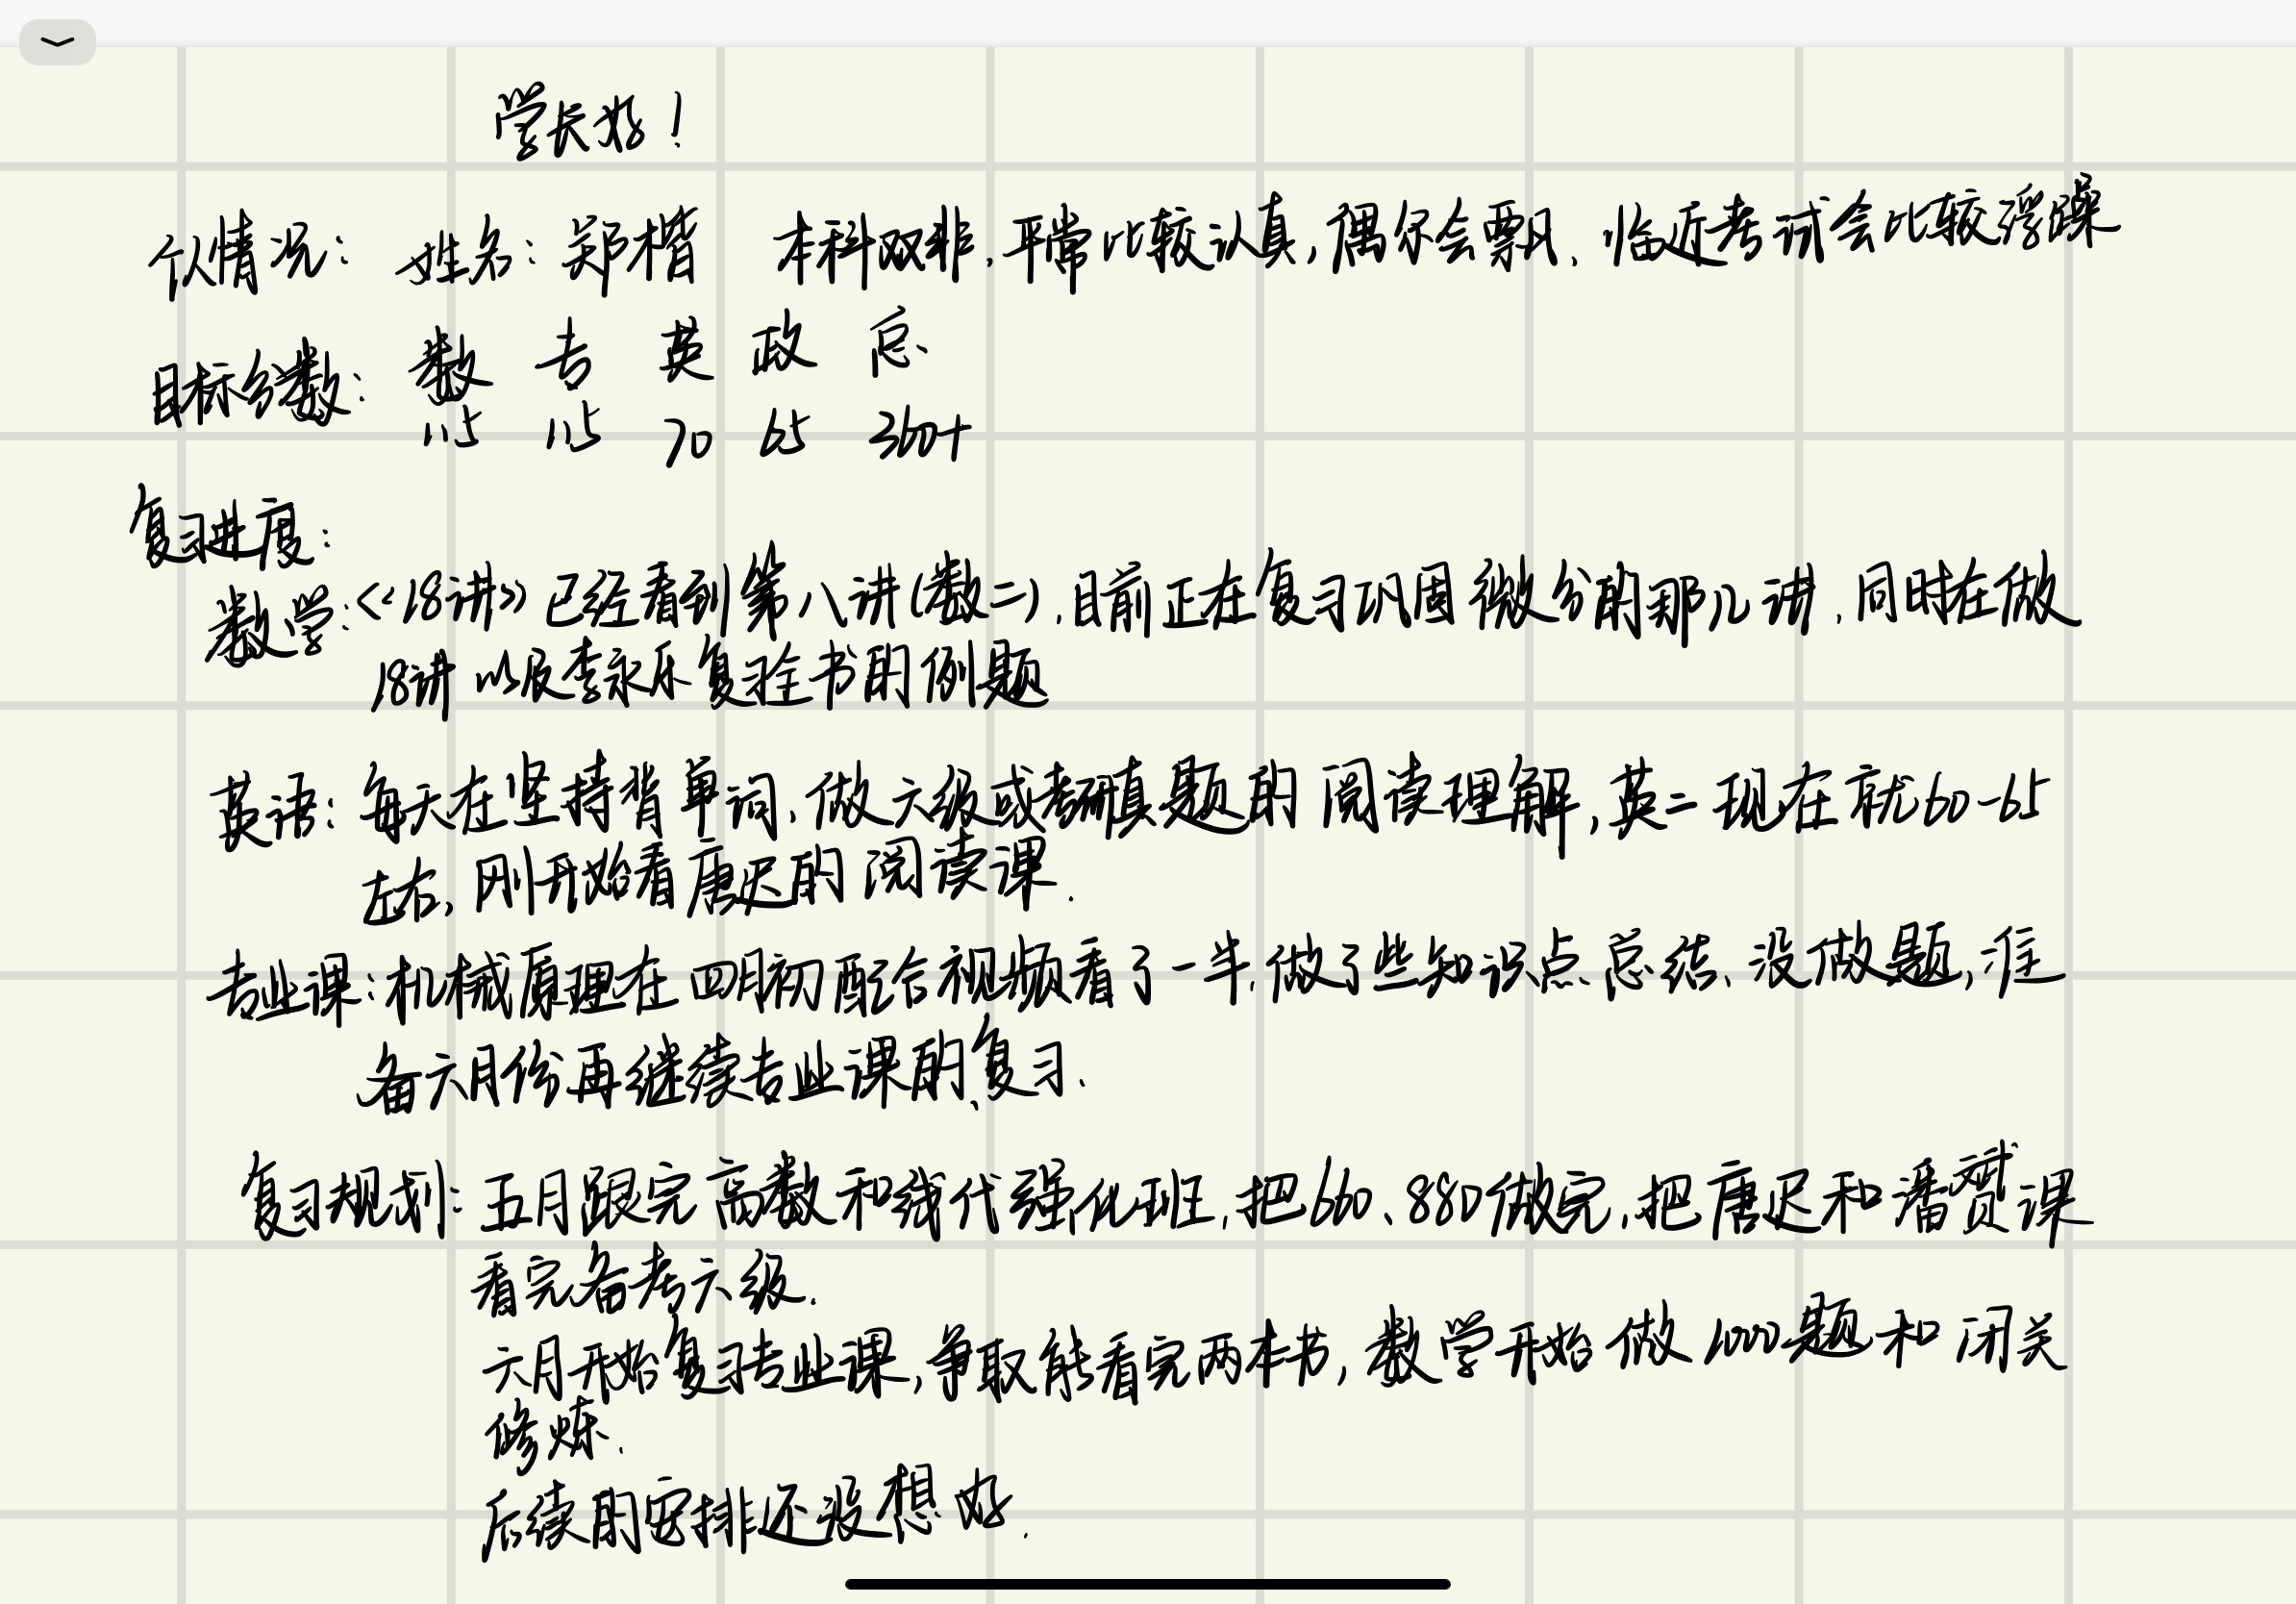 学长好！
个人情况： 姓名：郑楷 本科双非，平常比较认真，偶尔会飘、临近考试会比较浮躁
目标分数： 数 专 英 政 总
115 115 70 65 360+
复习进度：
数学：《18讲》已经看到第八讲（数二），目前正在复习巩固微分的那几讲，同时在做
18讲以及李永乐复习全书的例题
英语：每天在坚持背单词，做六级或考研真题的阅读理解，英二现在就60-65
左右，刚开始看唐迟的阅读课.
专业课：机械原理在四月初配合视频看了一半，做了些知识点总结、没做题，准
备六月份再继续专业课的复习.
复习规划：五月跟完高数和线代强化班，把660、880做完，把唐迟和潘赟课
看完备考六级.
六月开始复习专业课，争取能看完两本书，数学开始做1000题和闭关
修炼.
后续的安排还没想好.